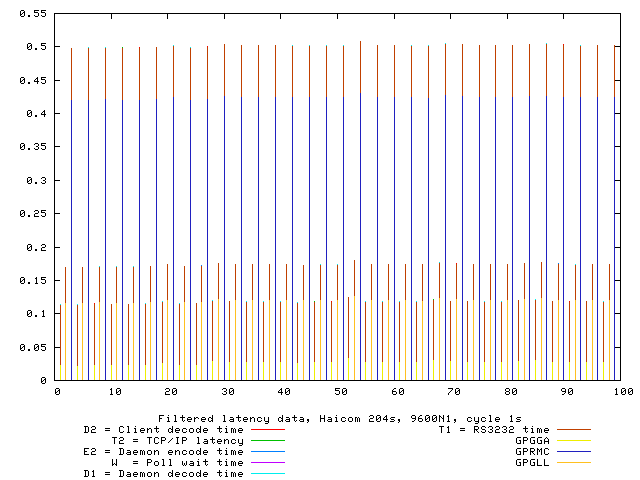 0.55
0.5
0.45
0.4
0.35
0.3
0.25
0.2
0.15
0.1
0.05
0
0 10 20 30 40 50 60 70 80 90 100
Filtered latency data, Haicom 204s, 9600N1, cycle 1s
D2 = Client decode time
T2 = TCP/IP latency
E2 = Daemon encode time
W = Poll wait time
D1 = Daemon decode time
T1 = RS3232 time
GPGGA
GPRMC
GPGLL